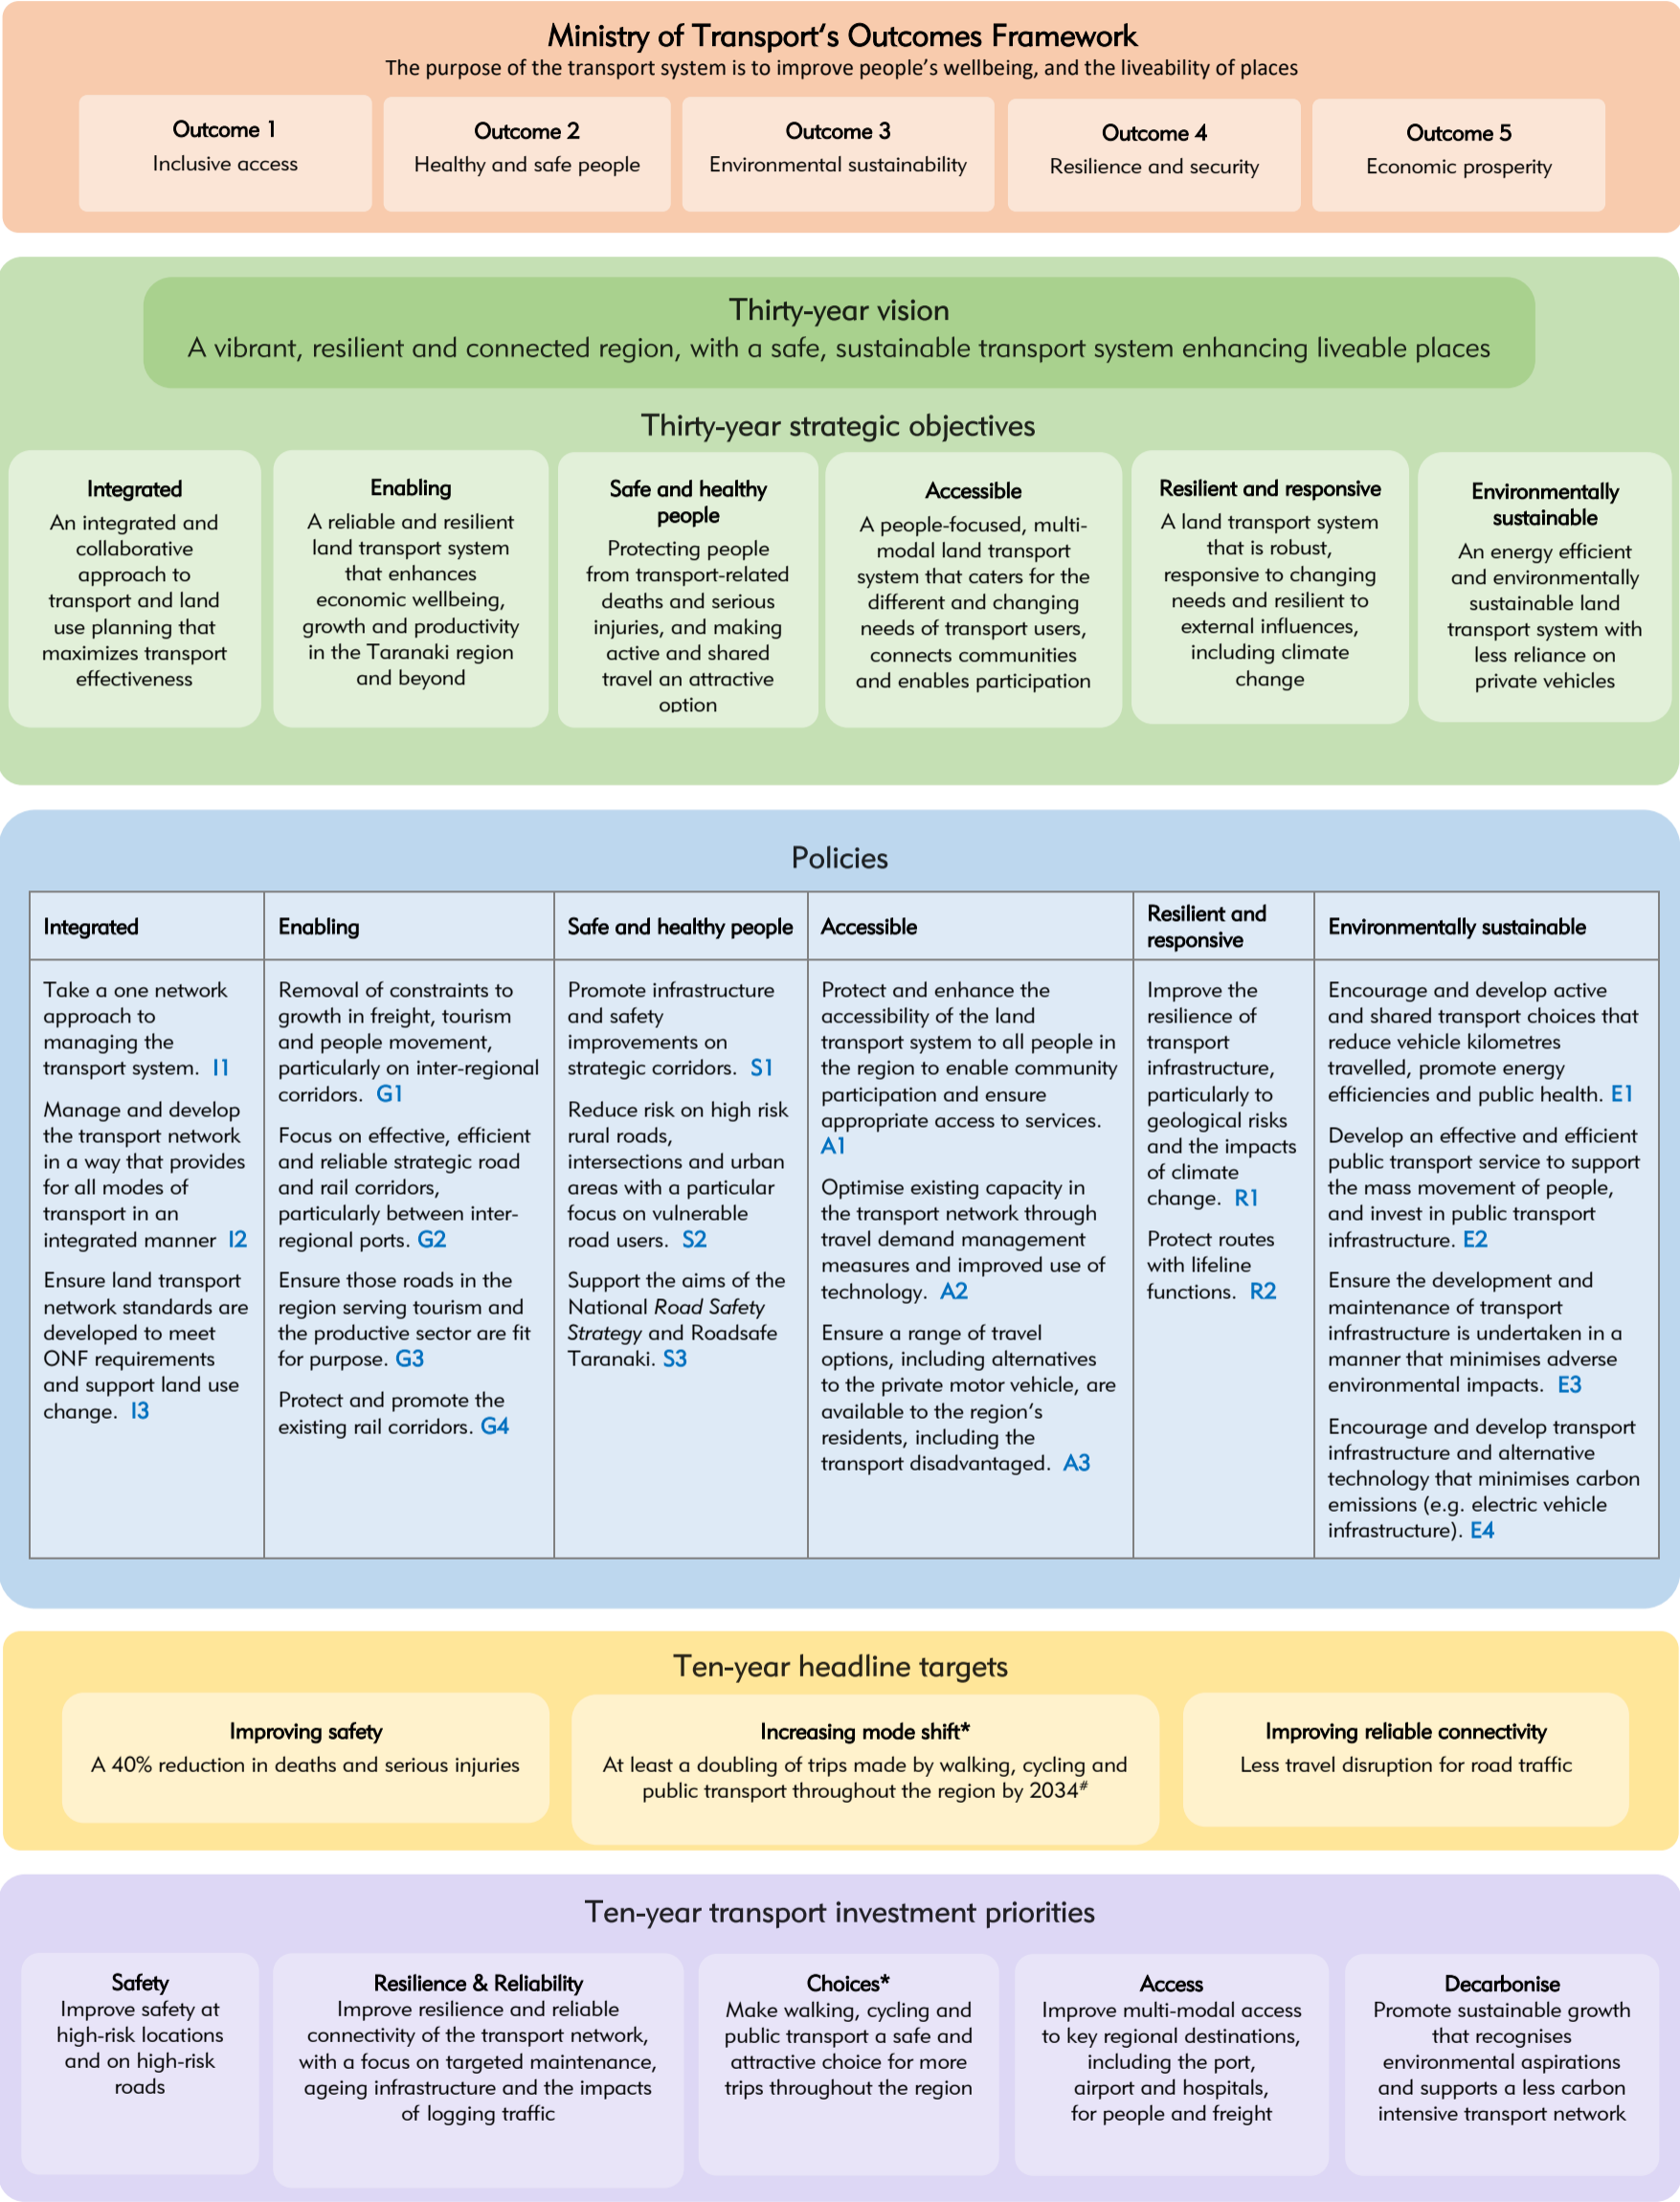 Ministry of Transport's Outcomes Framework
The purpose of the transport system is to improve people's wellbeing, and the liveability of places
Outcome 1
Inclusive access
Outcome 2
Healthy and safe people
Outcome 3
Environmental sustainability
Outcome 4
Resilience and security
Outcome 5
Economic prosperity
Thirty-year vision
A vibrant, resilient and connected region, with a safe, sustainable transport system enhancing liveable places
Thirty-year strategic objectives
Integrated
An integrated and
collaborative
approach to
transport and land
use planning that
maximizes transport
effectiveness
Enabling
A reliable and resilient
land transport system
that enhances
economic wellbeing,
growth and productivity
in the Taranaki region
and beyond
Safe and healthy
people
Protecting people
from transport-related
deaths and serious
injuries, and making
active and shared
travel an attractive
option
Accessible
A people-focused, multi-
modal land transport
system that caters for the
different and changing
needs of transport users,
connects communities
and enables participation
Resilient and responsive
A land transport system
that is robust,
responsive to changing
needs and resilient to
external influences,
including climate
change
Environmentally
sustainable
An energy efficient
and environmentally
sustainable land
transport system with
less reliance on
private vehicles
Policies
Integrated
Take a one network
approach to
managing the
transport system. I1
Manage and develop
the transport network
in a way that provides
for all modes of
transport in an
integrated manner I2
Ensure land transport
network standards are
developed to meet
ONF requirements
and support land use
change. I3
Enabling
Removal of constraints to
growth in freight, tourism
and people movement,
particularly on inter-regional
corridors. G1
Focus on effective, efficient
and reliable strategic road
and rail corridors,
particularly between inter-
regional ports. G2
Ensure those roads in the
region serving tourism and
the productive sector are fit
for purpose. G3
Protect and promote the
existing rail corridors. G4
Safe and healthy people
Promote infrastructure
and safety
improvements on
strategic corridors. S1
Reduce risk on high risk
rural roads,
intersections and urban
areas with a particular
focus on vulnerable
road users. S2
Support the aims of the
National Road Safety
Strategy and Roadsafe
Taranaki. S3
Accessible
Protect and enhance the
accessibility of the land
transport system to all people in
the region to enable community
participation and ensure
appropriate access to services.
A1
Optimise existing capacity in
the transport network through
travel demand management
measures and improved use of
technology. A2
Ensure a range of travel
options, including alternatives
to the private motor vehicle, are
available to the region's
residents, including the
transport disadvantaged. A3
Resilient and
responsive
Improve the
resilience of
transport
infrastructure,
particularly to
geological risks
and the impacts
of climate
change. R1
Protect routes
with lifeline
functions. R2
Environmentally sustainable
Encourage and develop active
and shared transport choices that
reduce vehicle kilometres
travelled, promote energy
efficiencies and public health. E1
Develop an effective and efficient
public transport service to support
the mass movement of people,
and invest in public transport
infrastructure. E2
Ensure the development and
maintenance of transport
infrastructure is undertaken in a
manner that minimises adverse
environmental impacts. E3
Encourage and develop transport
infrastructure and alternative
technology that minimises carbon
emissions (e.g. electric vehicle
infrastructure). E4
Ten-year headline targets
Improving safety
A 40% reduction in deaths and serious injuries
Increasing mode shift*
At least a doubling of trips made by walking, cycling and
public transport throughout the region by 2034#
Improving reliable connectivity
Less travel disruption for road traffic
Ten-year transport investment priorities
Safety
Improve safety at
high-risk locations
and on high-risk
roads
Resilience & Reliability
Improve resilience and reliable
connectivity of the transport network,
with a focus on targeted maintenance,
ageing infrastructure and the impacts
of logging traffic
Choices*
Make walking, cycling and
public transport a safe and
attractive choice for more
trips throughout the region
Access
Improve multi-modal access
to key regional destinations,
including the port,
airport and hospitals,
for people and freight
Decarbonise
Promote sustainable growth
that recognises
environmental aspirations
and supports a less carbon
intensive transport network